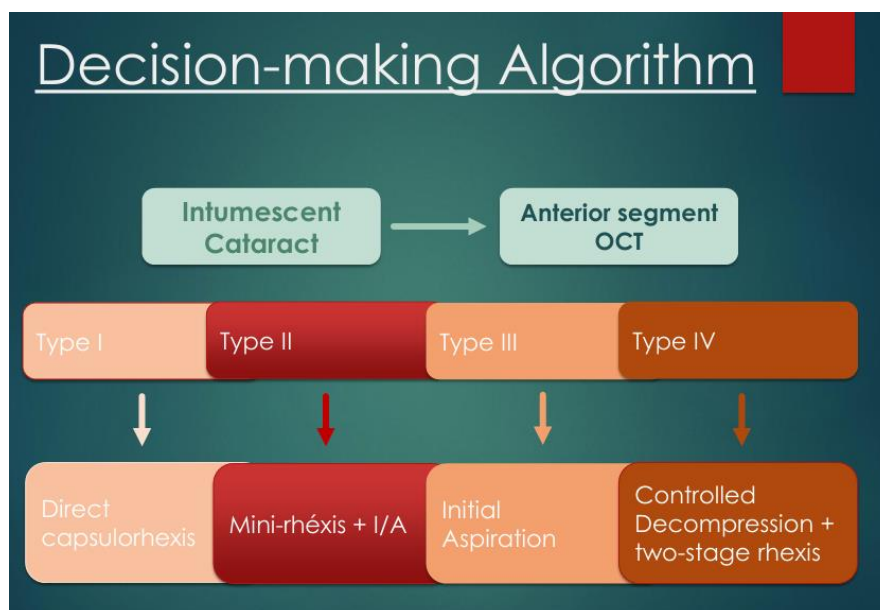 Decision-making Algorithm
Intumescent
Cataract
Anterior segment
OCT
Type I
Type II
Type III
Type IV
Direct
capsulorhexis
Mini-rhéxis + I/A
Initial
Aspiration
Controlled
Decompression +
two-stage rhexis